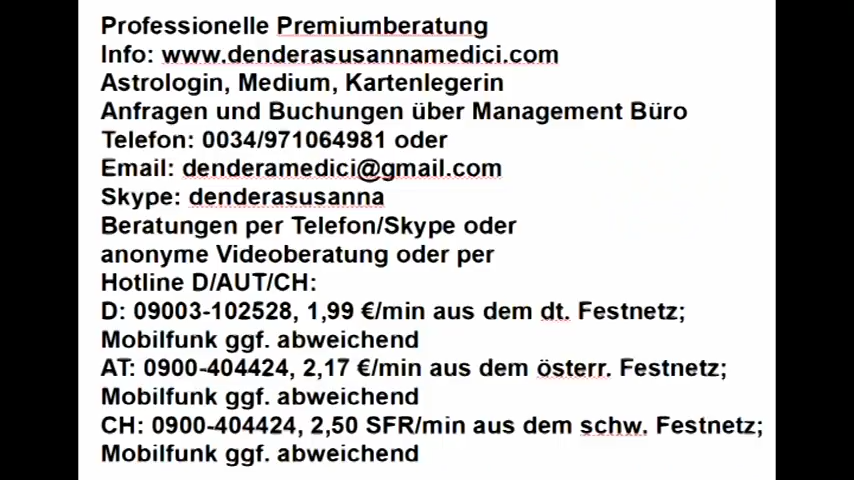 Professionelle Premiumberatung
Info: www.denderasusannamedici.com
Astrologin, Medium, Kartenlegerin
Anfragen und Buchungen über Management Büro
Telefon: 0034/971064981 oder
Email: denderamedici@gmail.com
Skype: denderasusanna
Beratungen per Telefon/Skype oder
anonyme Videoberatung oder per
Hotline D/AUT/CH:
D: 09003-102528, 1,99 €/min aus dem dt. Festnetz;
Mobilfunk ggf. abweichend
AT: 0900-404424, 2,17 €/min aus dem österr. Festnetz;
Mobilfunk ggf. abweichend
CH: 0900-404424, 2,50 SFR/min aus dem schw. Festnetz;
Mobilfunk ggf. abweichend